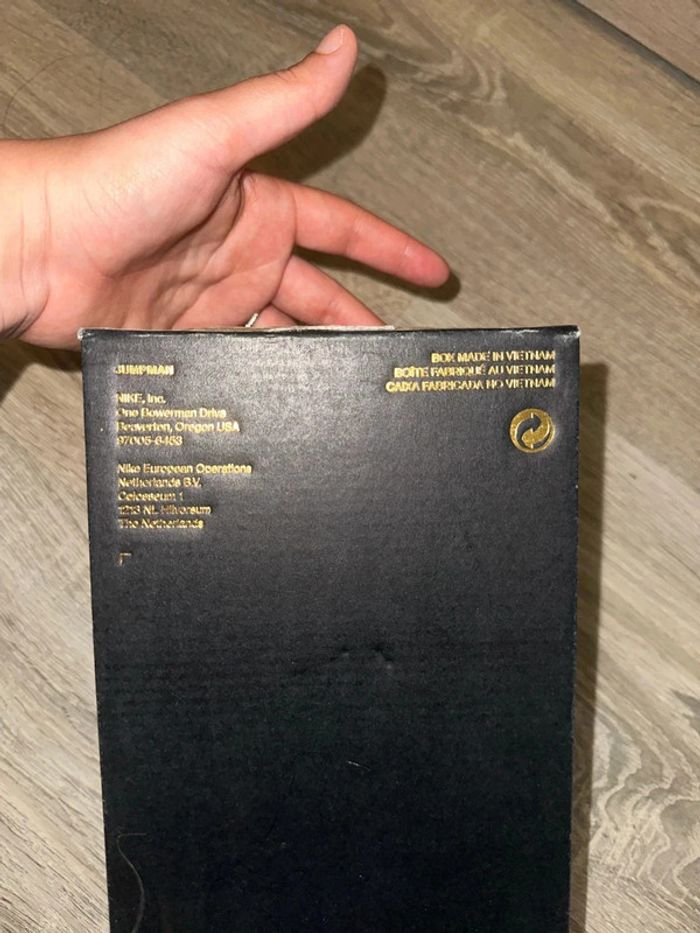 JUMPMAN
NIKE, Inc.
One Bowerman Drive
Beaverton, Oregon USA
97005-6453
Nike European Operations
Netherlands B.V.
Colosseum 1
1213 NL Hilversum
The Netherlands
BOX MADE IN VIETNAM
BOÎTE FABRIQUÉ AU VIETNAM
CAIXA FABRICADA NO VIETNAM